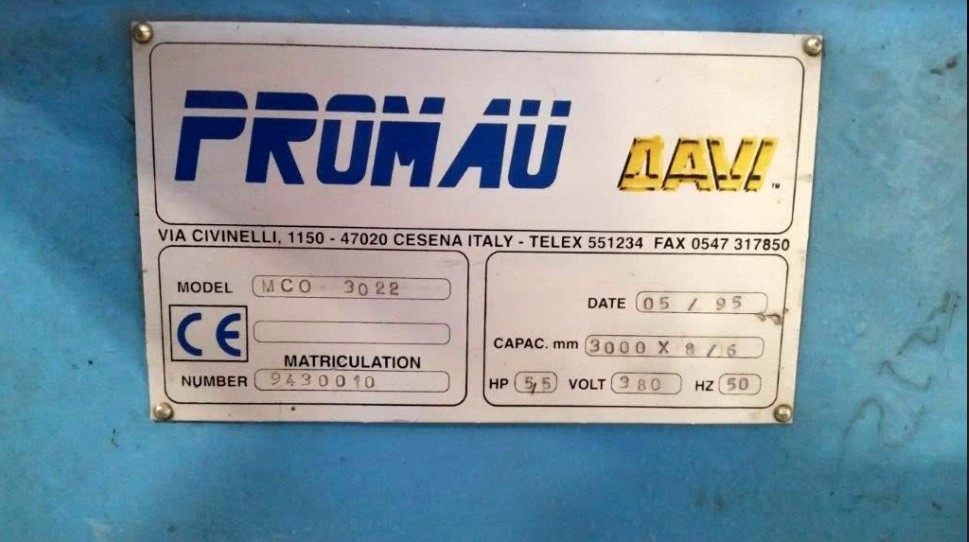 PROMAU DAVI ™
VIA CIVINELLI, 1150 - 47020 CESENA ITALY - TELEX 551234 FAX 0547 317850
MODEL MCO 3022
CE
MATRICULATION
NUMBER 9430010
DATE 05 / 95
CAPAC. mm 3000 X 8 / 6
HP 5,5 VOLT 380 HZ 50